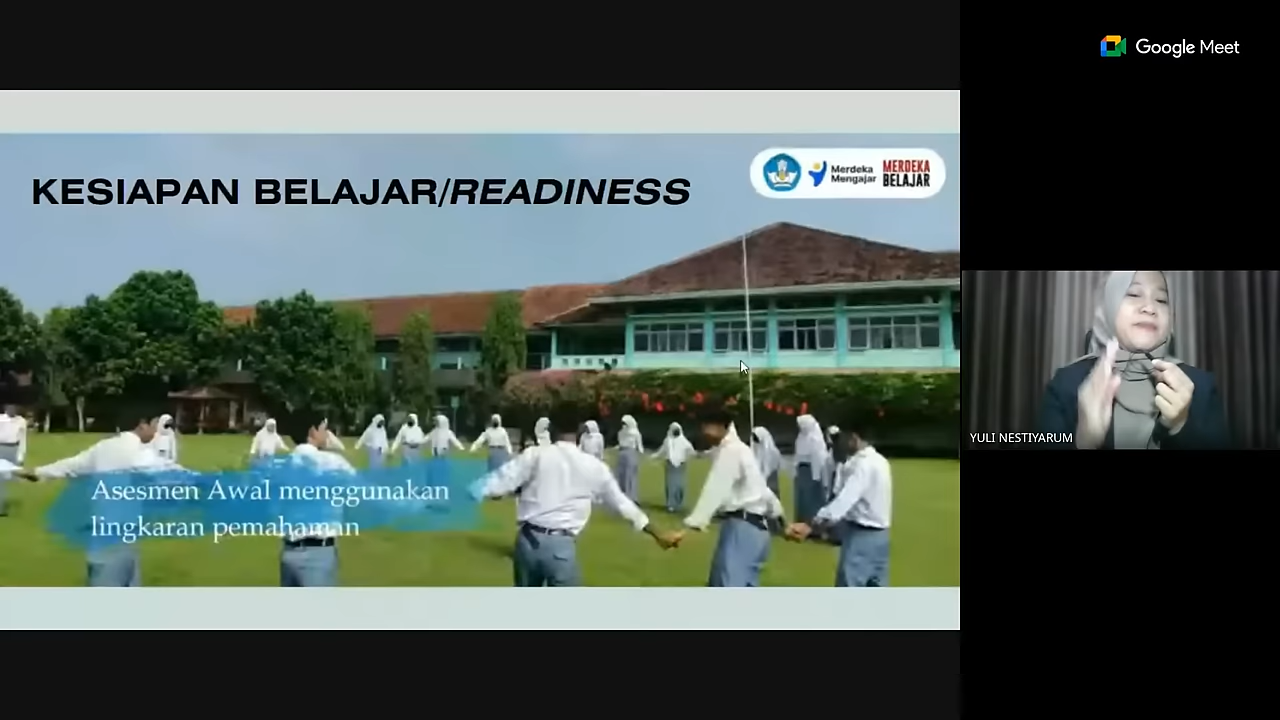 Google Meet
KESIAPAN BELAJAR/READINESS
Merdeka
Mengajar
MERDEKA
BELAJAR
YULI NESTIYARUM
Asesmen Awal menggunakan
lingkaran pemahaman